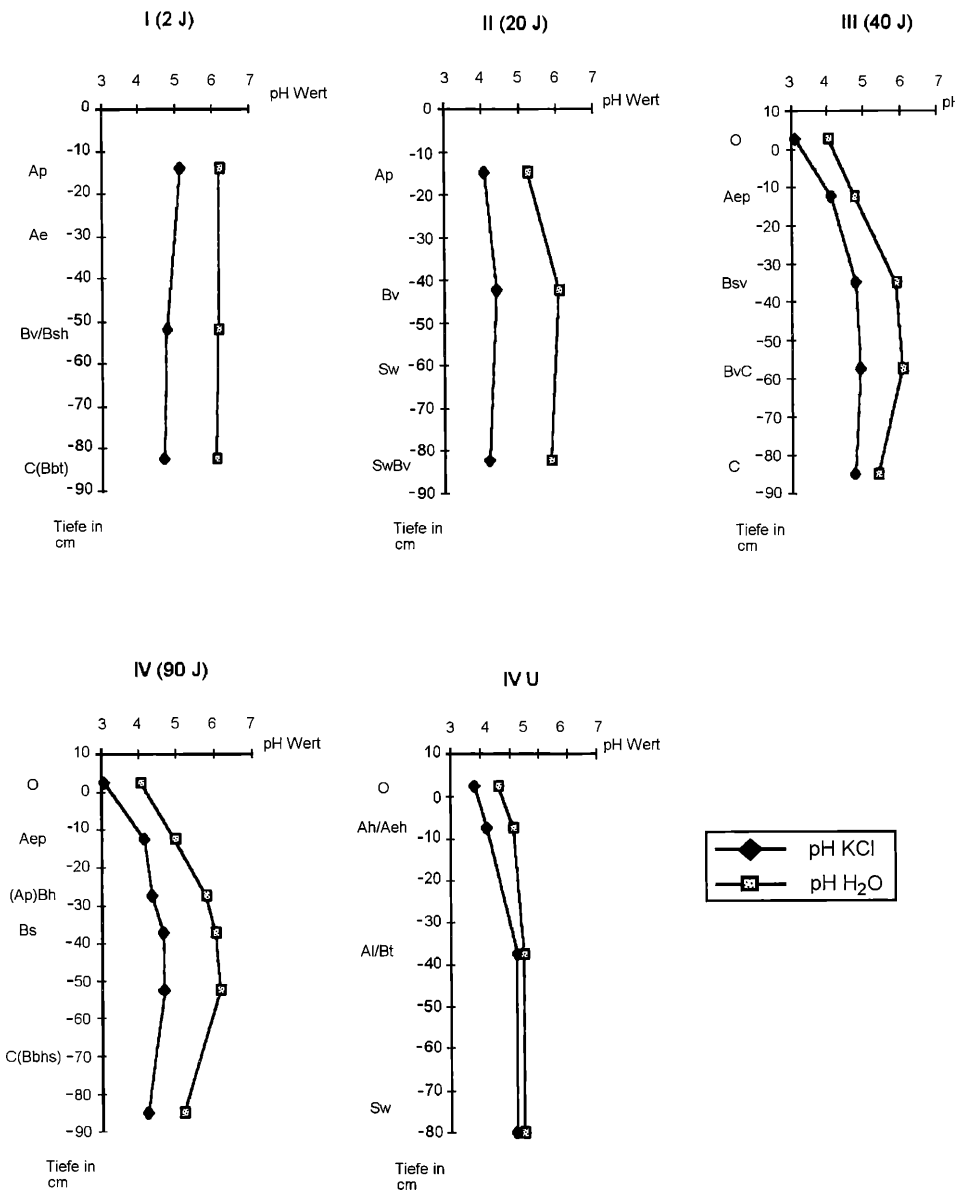 I (2 J)
3 4 5 6 7
pH Wert
0
-10
Ap
-20
Ae
-30
-40
Bv/Bsh
-50
-60
-70
-80
C(Bbt)
-90
Tiefe in
cm
II (20 J)
3 4 5 6 7
pH Wert
0
-10
Ap
-20
-30
-40
Bv
-50
Sw
-60
-70
-80
SwBv
-90
Tiefe in
cm
III (40 J)
3 4 5 6 7
pH
10
O
0
-10
Aep
-20
-30
Bsv
-40
-50
BvC
-60
-70
-80
C
-90
Tiefe in
cm
IV (90 J)
3 4 5 6 7
pH Wert
10
O
0
-10
Aep
-20
(Ap)Bh
-30
Bs
-40
-50
-60
C(Bbhs)
-70
-80
-90
Tiefe in
cm
IV U
3 4 5 6 7
pH Wert
10
O
0
Ah/Aeh
-10
-20
-30
Al/Bt
-40
-50
-60
-70
Sw
-80
Tiefe in
cm
pH KCl
pH H₂O